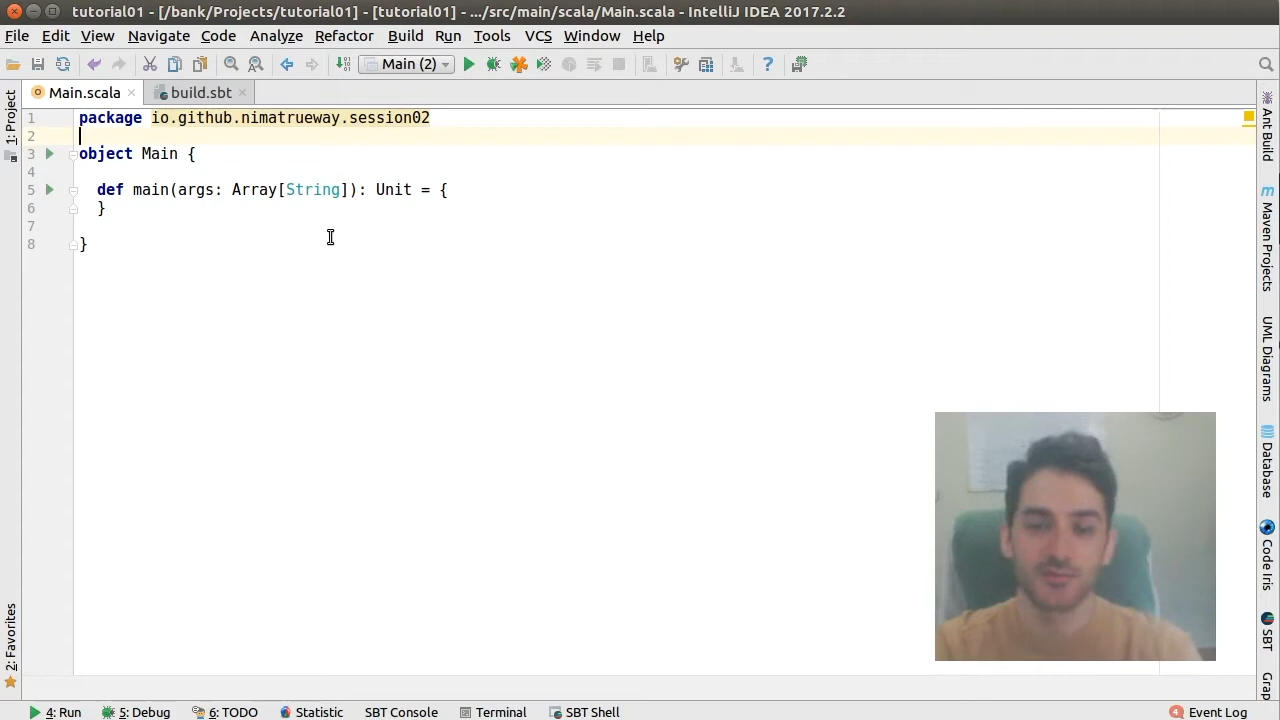 tutorial01 - [/bank/Projects/tutorial01] - [tutorial01] - .../src/main/scala/Main.scala - IntelliJ IDEA 2017.2.2
File Edit View Navigate Code Analyze Refactor Build Run Tools VCS Window Help
Main (2)
Main.scala build.sbt
1 package io.github.nimatrueway.session02
2
3 object Main {
4
5 def main(args: Array[String]): Unit = {
6 }
7
8 }
1: Project
2: Favorites
Ant Build
Maven Projects
UML Diagrams
Database
Code Iris
SBT
Grap
4: Run 5: Debug 6: TODO Statistic SBT Console Terminal SBT Shell 4 Event Log